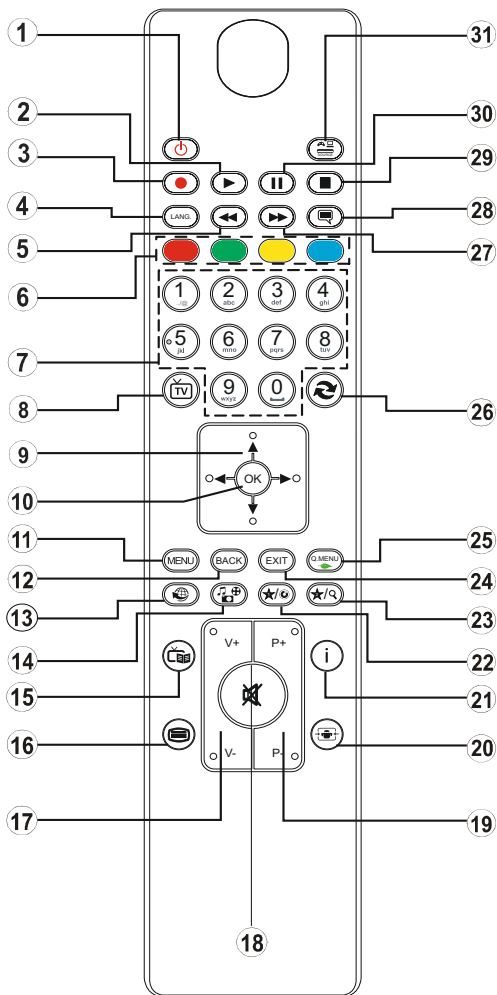 1
31
2
30
3
29
4
LANG.
28
5
27
6
1
../@
2
abc
3
def
4
ghi
5
jkl
6
mno
7
pqrs
8
tuv
7
8
TV
9
wxyz
0
26
9
10
OK
11
MENU
BACK
EXIT
Q.MENU
25
12
24
13
23
14
V+
P+
22
15
i
21
16
20
17
V-
P-
19
18